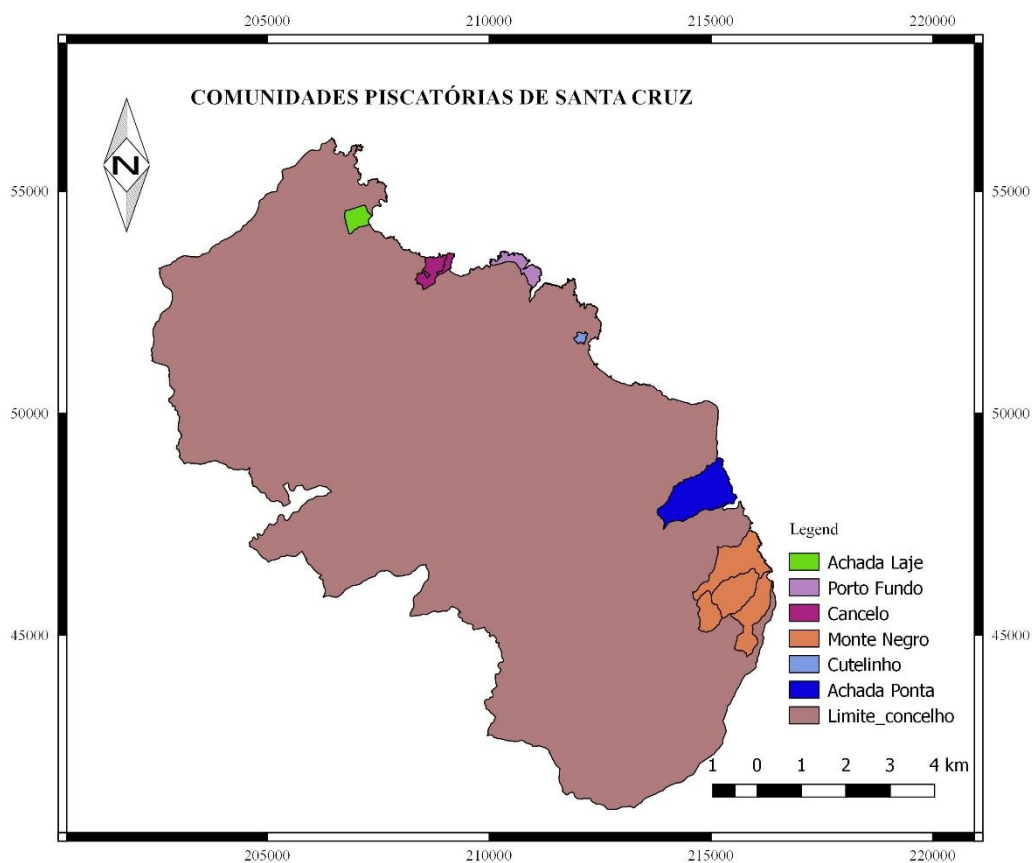 205000 210000 215000 220000
COMUNIDADES PISCATÓRIAS DE SANTA CRUZ
N
55000 55000
50000 50000
Legend
Achada Laje
Porto Fundo
Cancelo
Monte Negro
45000 45000
Cutelinho
Achada Ponta
Limite_concelho
1 0 1 2 3 4 km
205000 210000 215000 220000